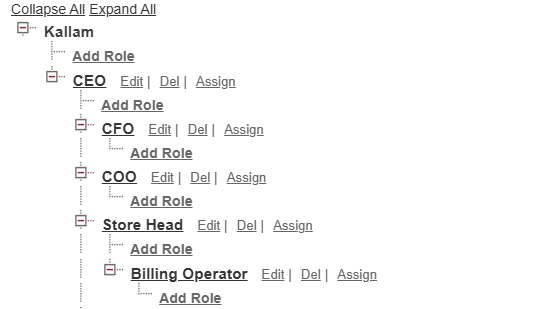 Collapse All Expand All
Kallam
Add Role
CEO Edit | Del | Assign
Add Role
CFO Edit | Del | Assign
Add Role
COO Edit | Del | Assign
Add Role
Store Head Edit | Del | Assign
Add Role
Billing Operator Edit | Del | Assign
Add Role